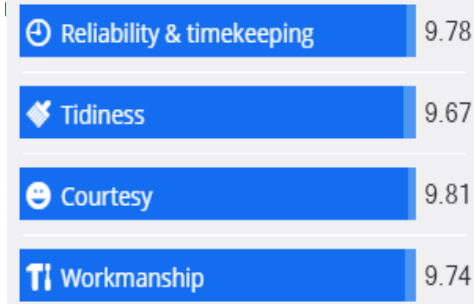 Reliability & timekeeping 9.78
Tidiness 9.67
Courtesy 9.81
Workmanship 9.74